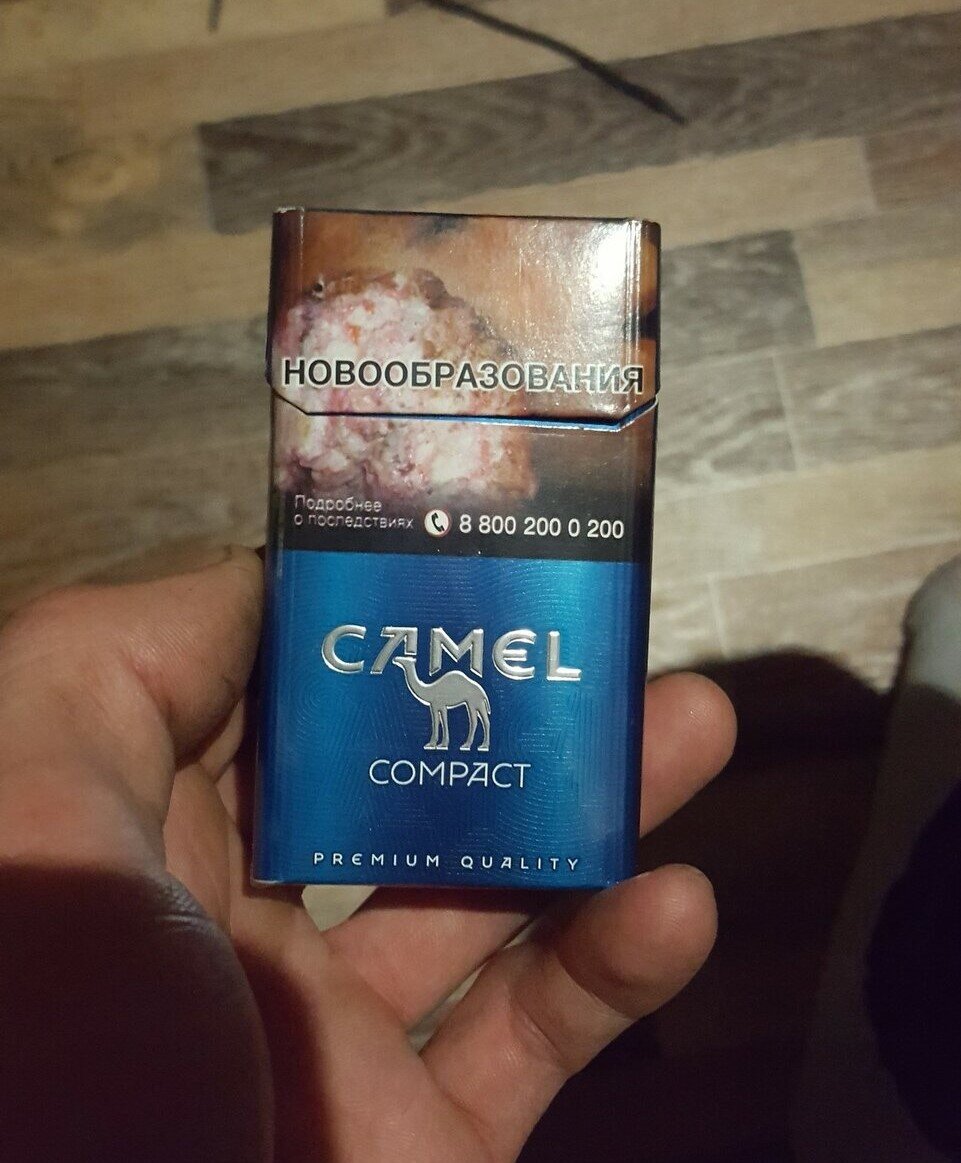 НОВООБРАЗОВАНИЯ
Подробнее
о последствиях 8 800 200 0 200
CAMEL
COMPACT
PREMIUM QUALITY